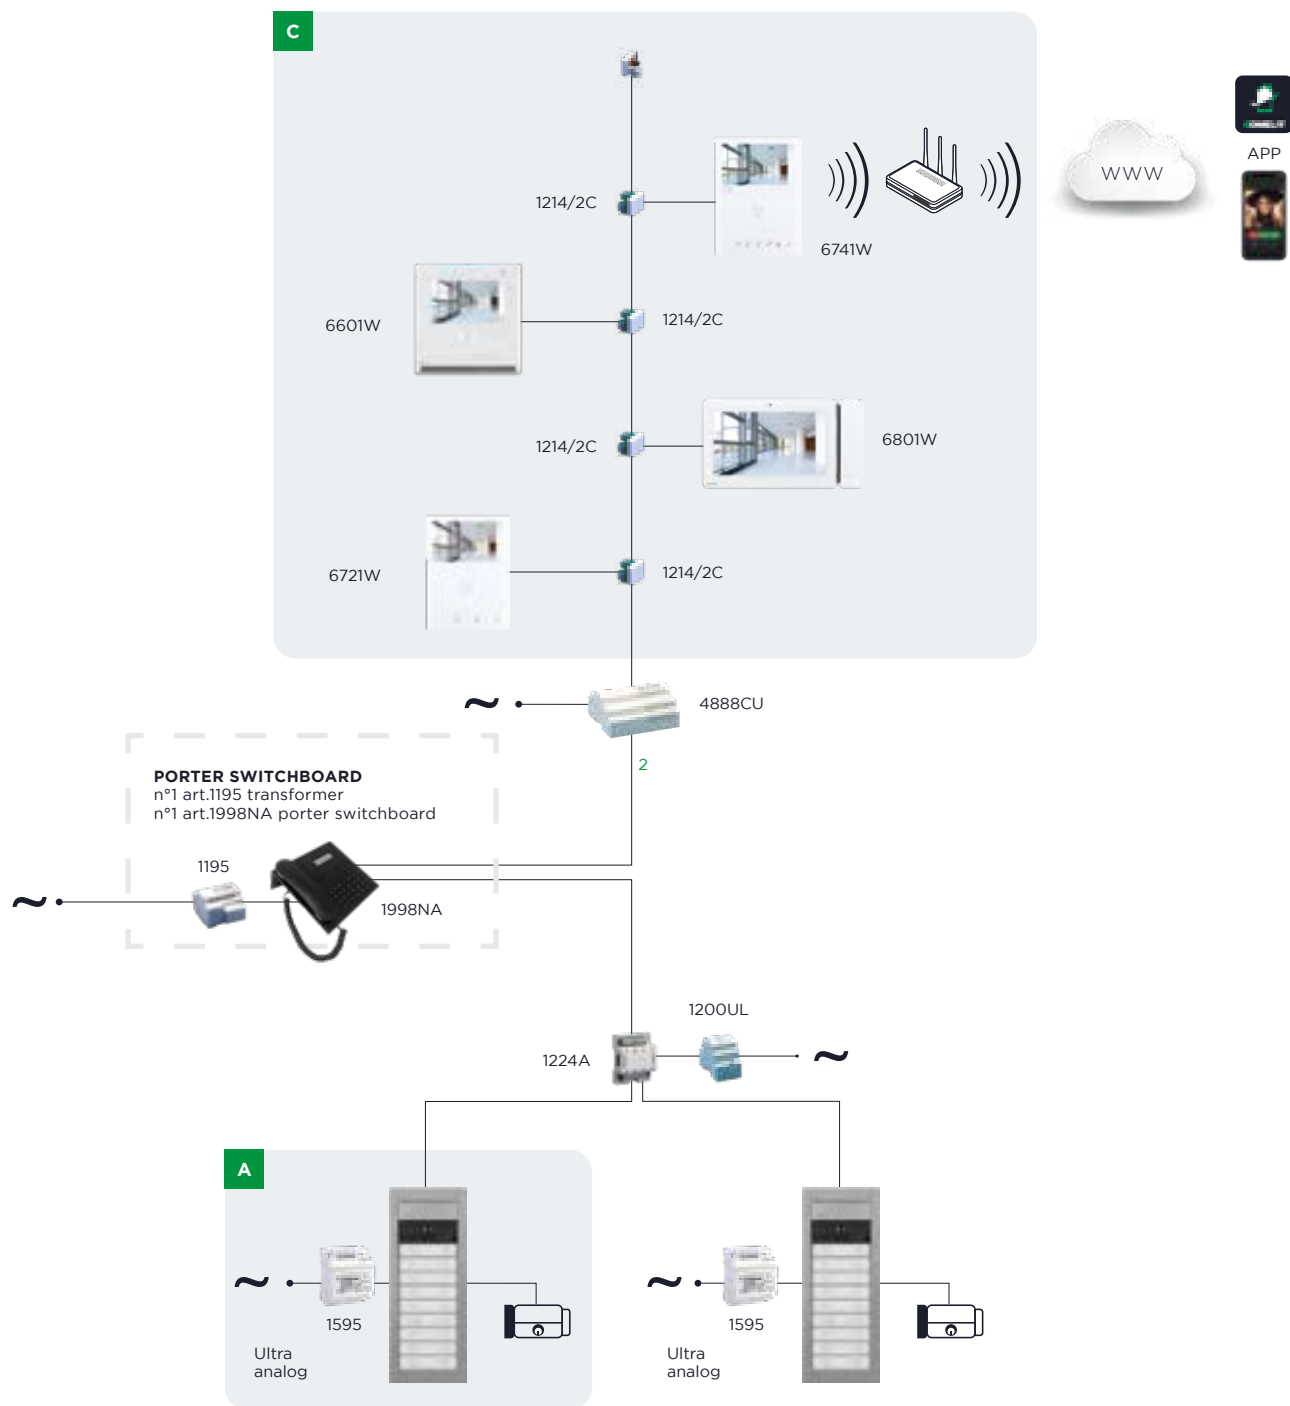 C
APP
WWW
1214/2C
6741W
6601W
1214/2C
1214/2C
6801W
6721W
1214/2C
4888CU
2
PORTER SWITCHBOARD
n°1 art.1195 transformer
n°1 art.1998NA porter switchboard
1195
1998NA
1200UL
1224A
A
1595
1595
Ultra
analog
Ultra
analog